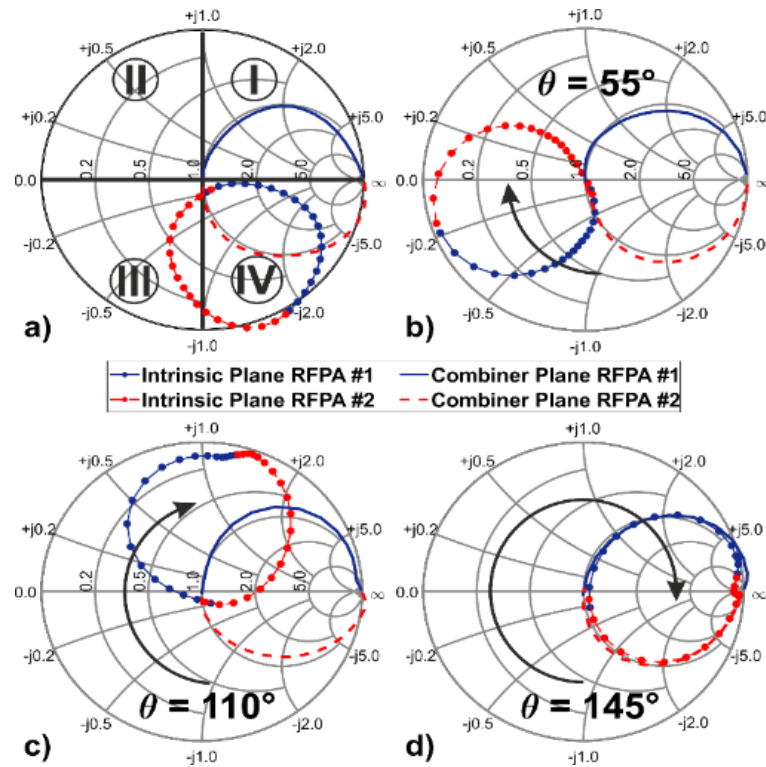 +j1.0
+j0.5
+j2.0
II
I
+j0.2
+j5.0
0.2
0.5
1.0
2.0
5.0
0.0
∞
-j0.2
-j5.0
III
IV
-j0.5
-j2.0
a)
-j1.0
+j1.0
+j0.5
+j2.0
θ = 55°
+j0.2
+j5.0
0.2
0.5
1.0
2.0
5.0
0.0
∞
-j0.2
-j5.0
-j0.5
-j2.0
b)
-j1.0
Intrinsic Plane RFPA #1
Combiner Plane RFPA #1
Intrinsic Plane RFPA #2
Combiner Plane RFPA #2
+j1.0
+j0.5
+j2.0
+j0.2
+j5.0
0.2
0.5
1.0
2.0
5.0
0.0
∞
-j0.2
-j5.0
θ = 110°
-j0.5
-j2.0
c)
-j1.0
+j1.0
+j0.5
+j2.0
+j0.2
+j5.0
0.0
∞
-j0.2
-j5.0
θ = 145°
-j0.5
-j2.0
d)
-j1.0